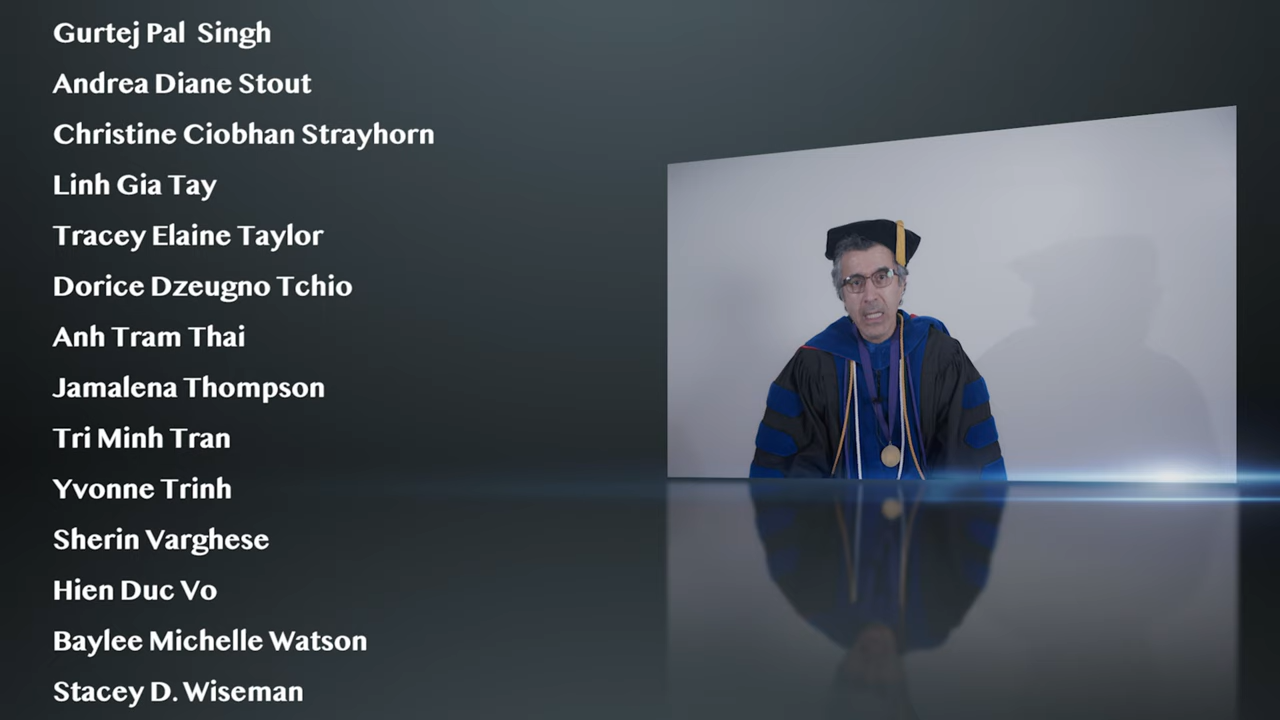 Gurtej Pal  Singh
Andrea Diane Stout
Christine Ciobhan Strayhorn
Linh Gia Tay
Tracey Elaine Taylor
Dorice Dzeugno Tchio
Anh Tram Thai
Jamalena Thompson
Tri Minh Tran
Yvonne Trinh
Sherin Varghese
Hien Duc Vo
Baylee Michelle Watson
Stacey D. Wiseman